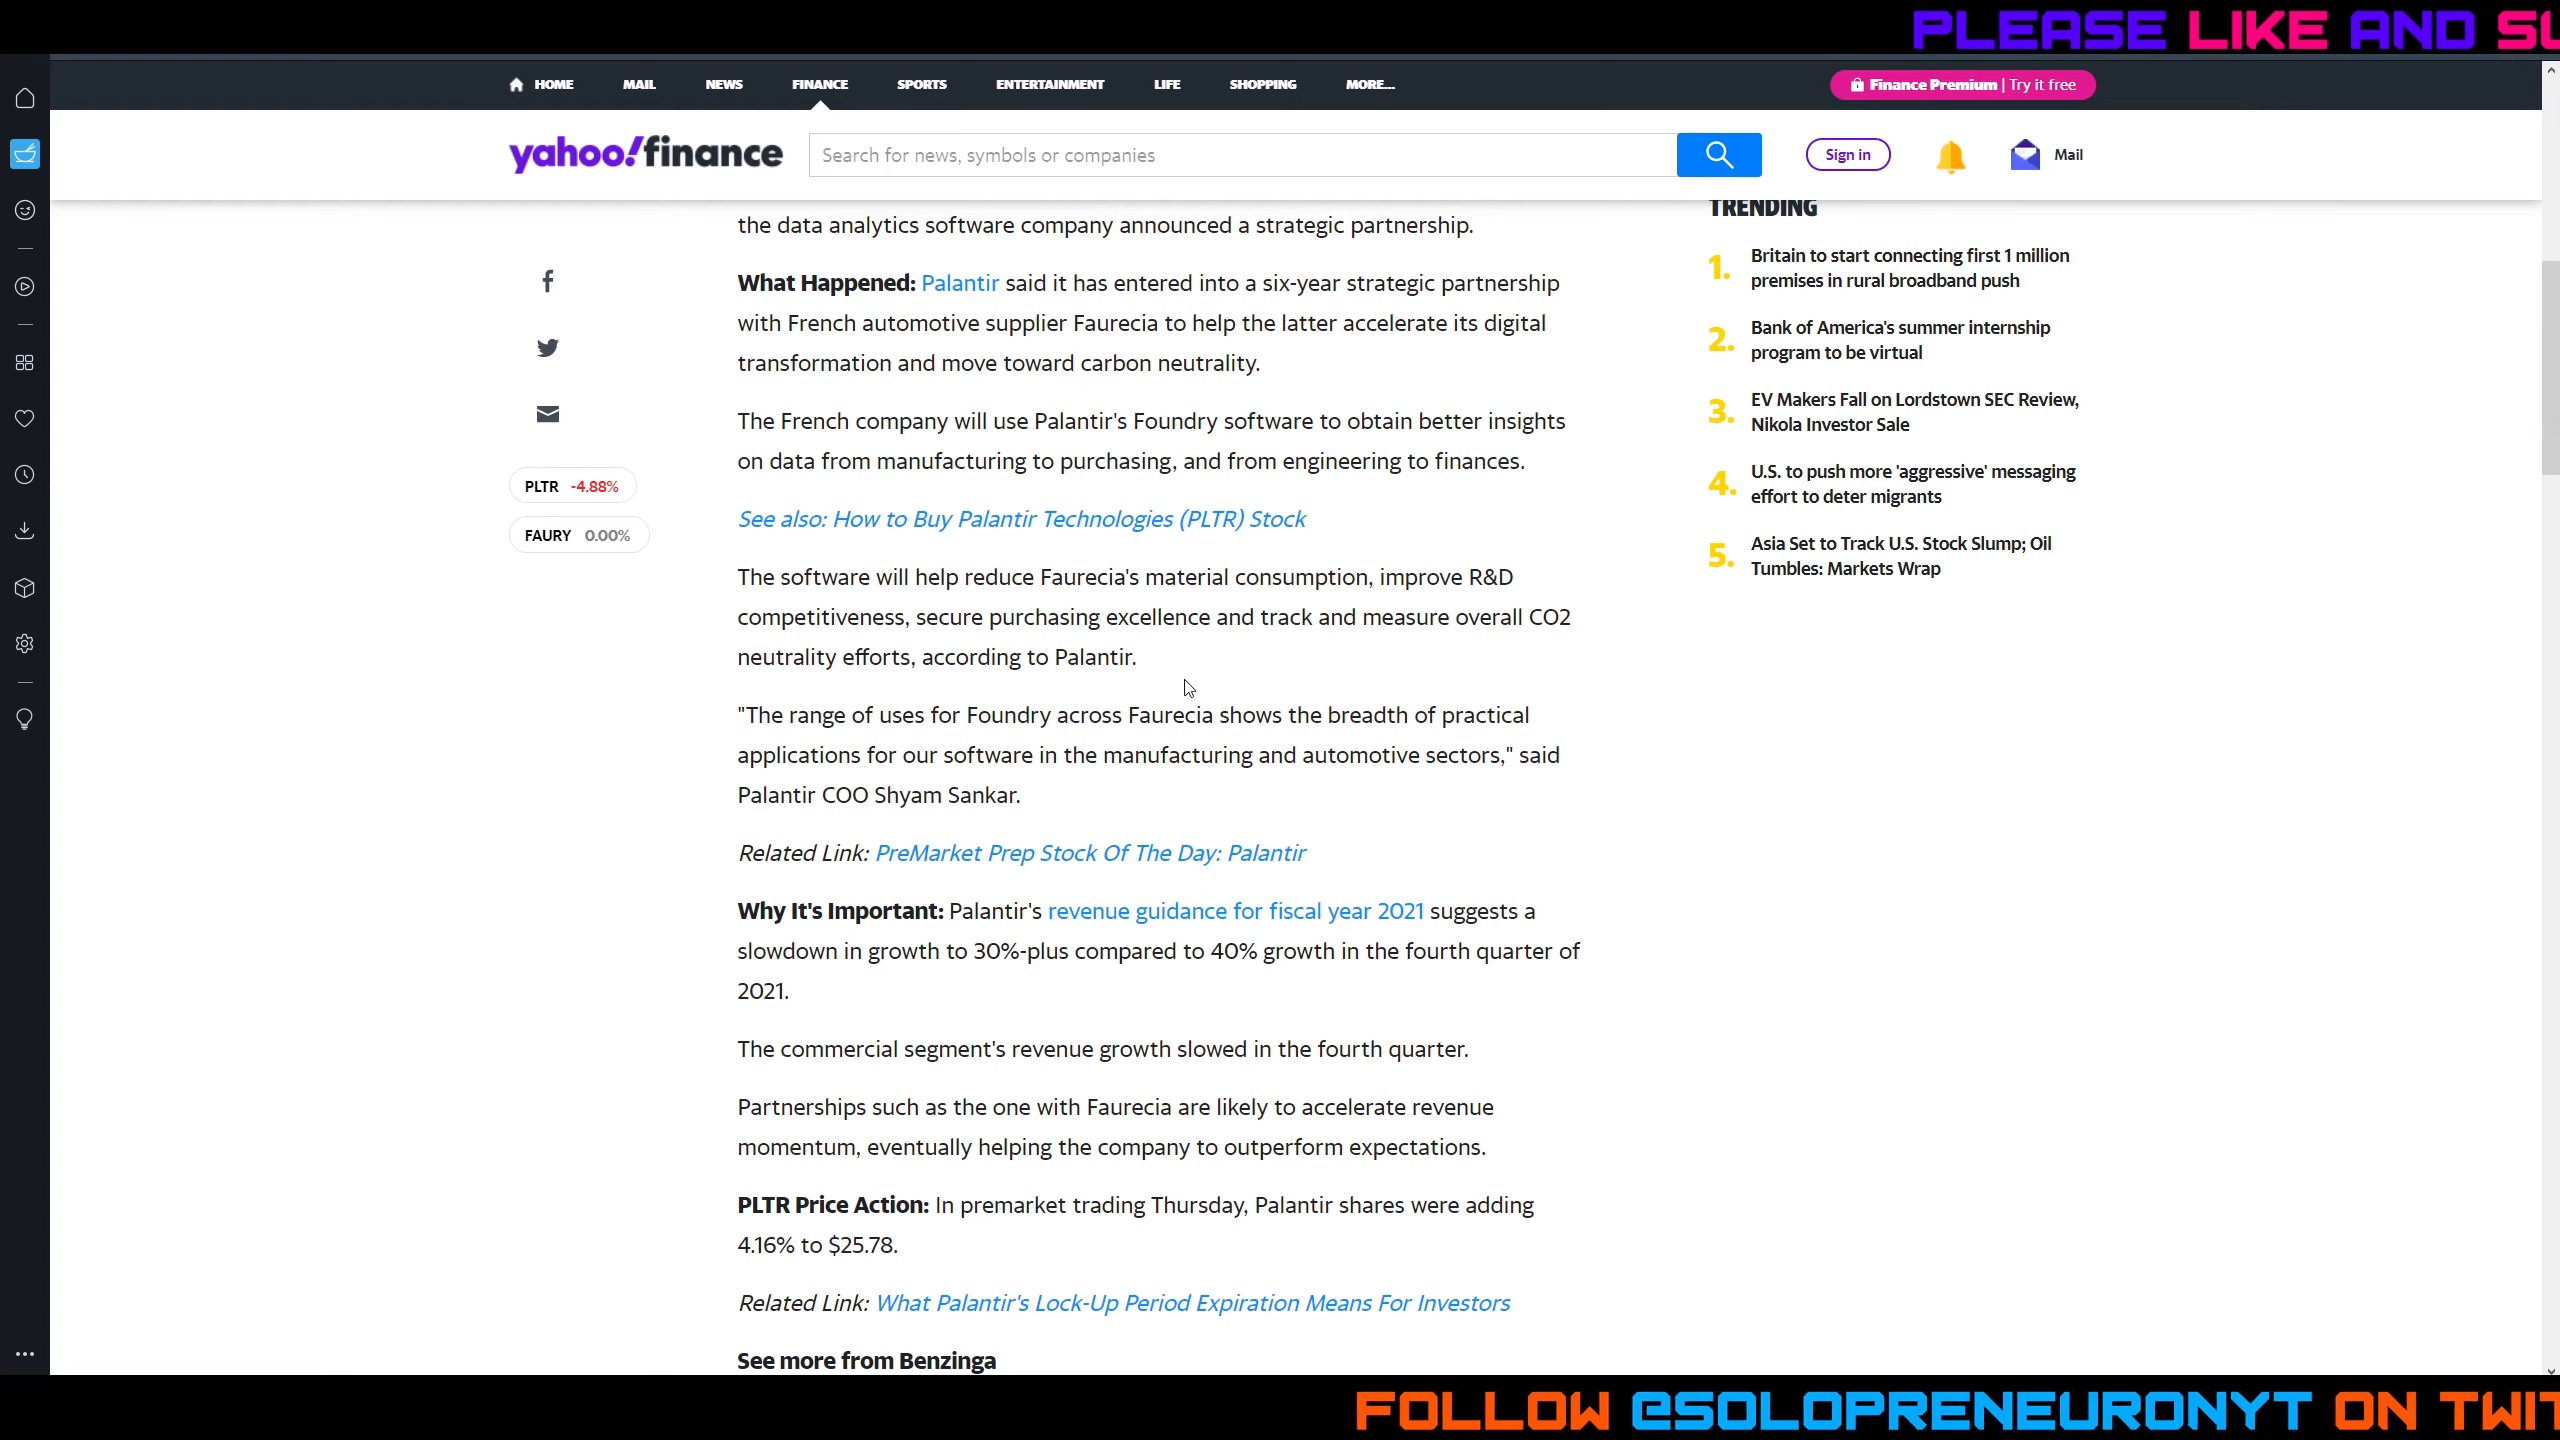 PLEASE LIKE AND SU
HOME MAIL NEWS FINANCE SPORTS ENTERTAINMENT LIFE SHOPPING MORE...
Finance Premium | Try it free
yahoo!finance
Search for news, symbols or companies
Sign in
Mail
the data analytics software company announced a strategic partnership.
What Happened: Palantir said it has entered into a six-year strategic partnership
with French automotive supplier Faurecia to help the latter accelerate its digital
transformation and move toward carbon neutrality.
The French company will use Palantir's Foundry software to obtain better insights
on data from manufacturing to purchasing, and from engineering to finances.
PLTR -4.88%
FAURY 0.00%
See also: How to Buy Palantir Technologies (PLTR) Stock
The software will help reduce Faurecia's material consumption, improve R&D
competitiveness, secure purchasing excellence and track and measure overall CO2
neutrality efforts, according to Palantir.
"The range of uses for Foundry across Faurecia shows the breadth of practical
applications for our software in the manufacturing and automotive sectors," said
Palantir COO Shyam Sankar.
Related Link: PreMarket Prep Stock Of The Day: Palantir
Why It's Important: Palantir's revenue guidance for fiscal year 2021 suggests a
slowdown in growth to 30%-plus compared to 40% growth in the fourth quarter of
2021.
The commercial segment's revenue growth slowed in the fourth quarter.
Partnerships such as the one with Faurecia are likely to accelerate revenue
momentum, eventually helping the company to outperform expectations.
PLTR Price Action: In premarket trading Thursday, Palantir shares were adding
4.16% to $25.78.
Related Link: What Palantir's Lock-Up Period Expiration Means For Investors
See more from Benzinga
TRENDING
1. Britain to start connecting first 1 million
premises in rural broadband push
2. Bank of America's summer internship
program to be virtual
3. EV Makers Fall on Lordstown SEC Review,
Nikola Investor Sale
4. U.S. to push more 'aggressive' messaging
effort to deter migrants
5. Asia Set to Track U.S. Stock Slump; Oil
Tumbles: Markets Wrap
FOLLOW @SOLOPRENEURONYT ON TWIT